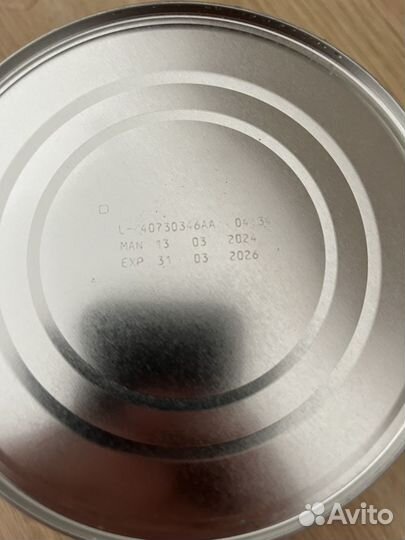 L- 40730346AA 04:34
MAN 13 03 2024
EXP 31 03 2026
Avito